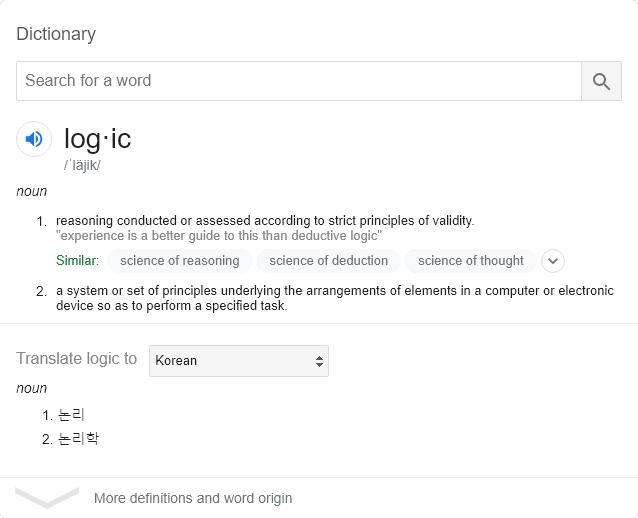 Dictionary
Search for a word
log·ic
/ˈläjik/
noun
1. reasoning conducted or assessed according to strict principles of validity.
"experience is a better guide to this than deductive logic"
Similar: science of reasoning science of deduction science of thought
2. a system or set of principles underlying the arrangements of elements in a computer or electronic
device so as to perform a specified task.
Translate logic to Korean
noun
1. 논리
2. 논리학
More definitions and word origin